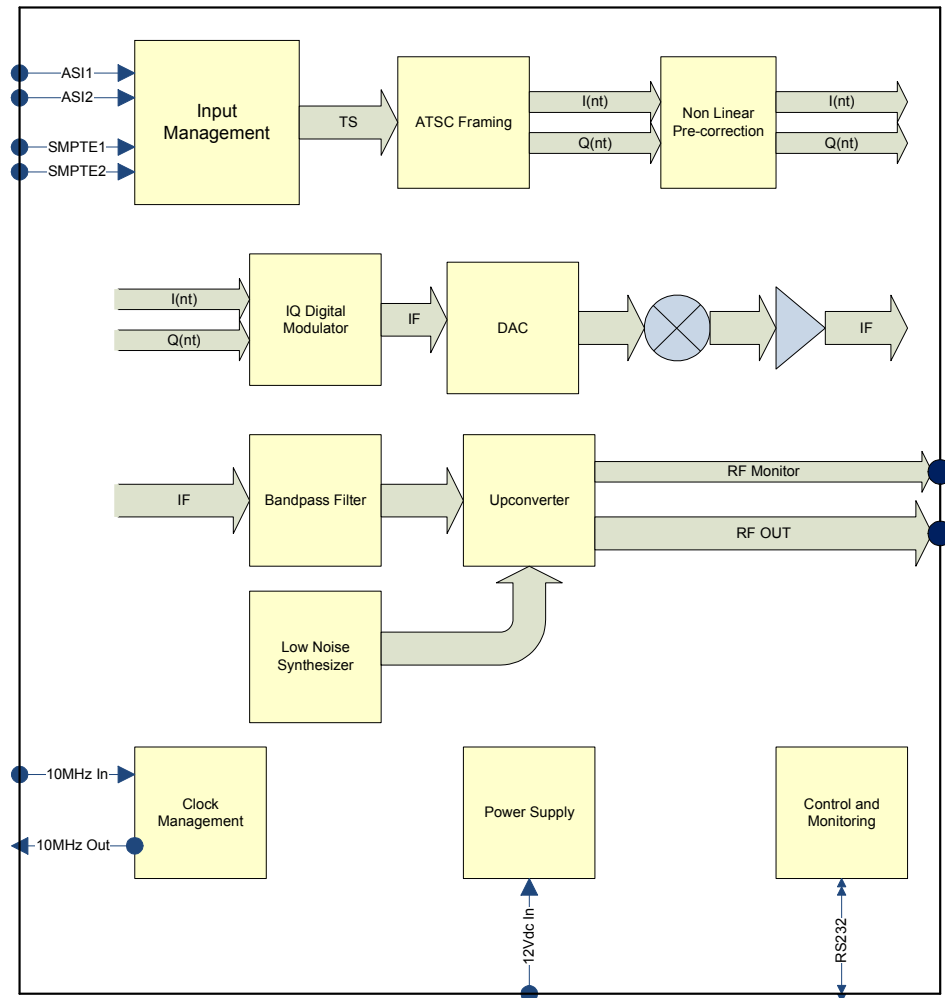 ASI1
ASI2
SMPTE1
SMPTE2
Input
Management
TS
ATSC Framing
I(nt)
Q(nt)
Non Linear
Pre-correction
I(nt)
Q(nt)
I(nt)
Q(nt)
IQ Digital
Modulator
IF
DAC
IF
IF
Bandpass Filter
Upconverter
RF Monitor
RF OUT
Low Noise
Synthesizer
10MHz In
10MHz Out
Clock
Management
Power Supply
12Vdc In
Control and
Monitoring
RS232